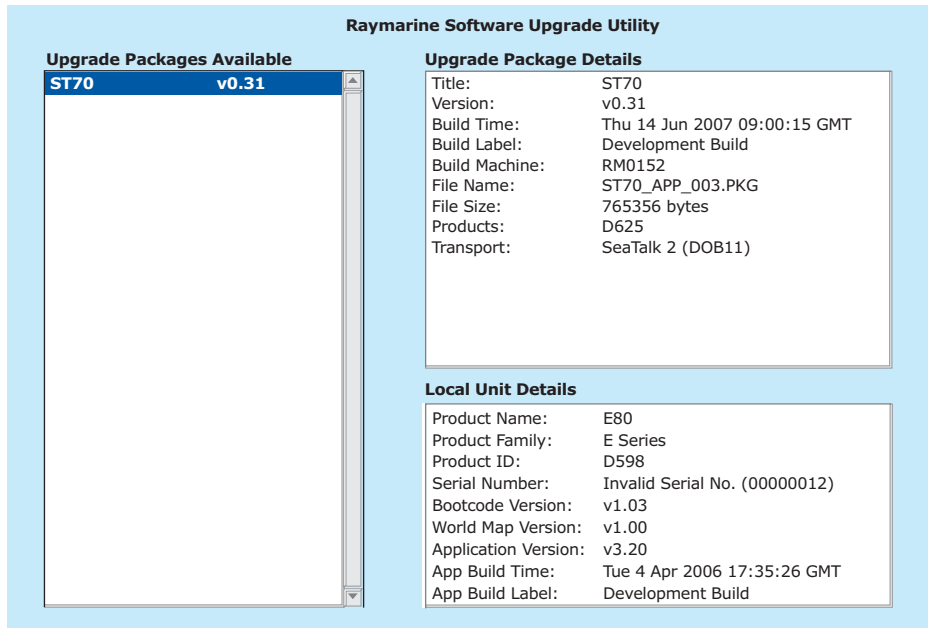 Raymarine Software Upgrade Utility
Upgrade Packages Available
ST70 v0.31
Upgrade Package Details
Title: ST70
Version: v0.31
Build Time: Thu 14 Jun 2007 09:00:15 GMT
Build Label: Development Build
Build Machine: RM0152
File Name: ST70_APP_003.PKG
File Size: 765356 bytes
Products: D625
Transport: SeaTalk 2 (DOB11)
Local Unit Details
Product Name: E80
Product Family: E Series
Product ID: D598
Serial Number: Invalid Serial No. (00000012)
Bootcode Version: v1.03
World Map Version: v1.00
Application Version: v3.20
App Build Time: Tue 4 Apr 2006 17:35:26 GMT
App Build Label: Development Build